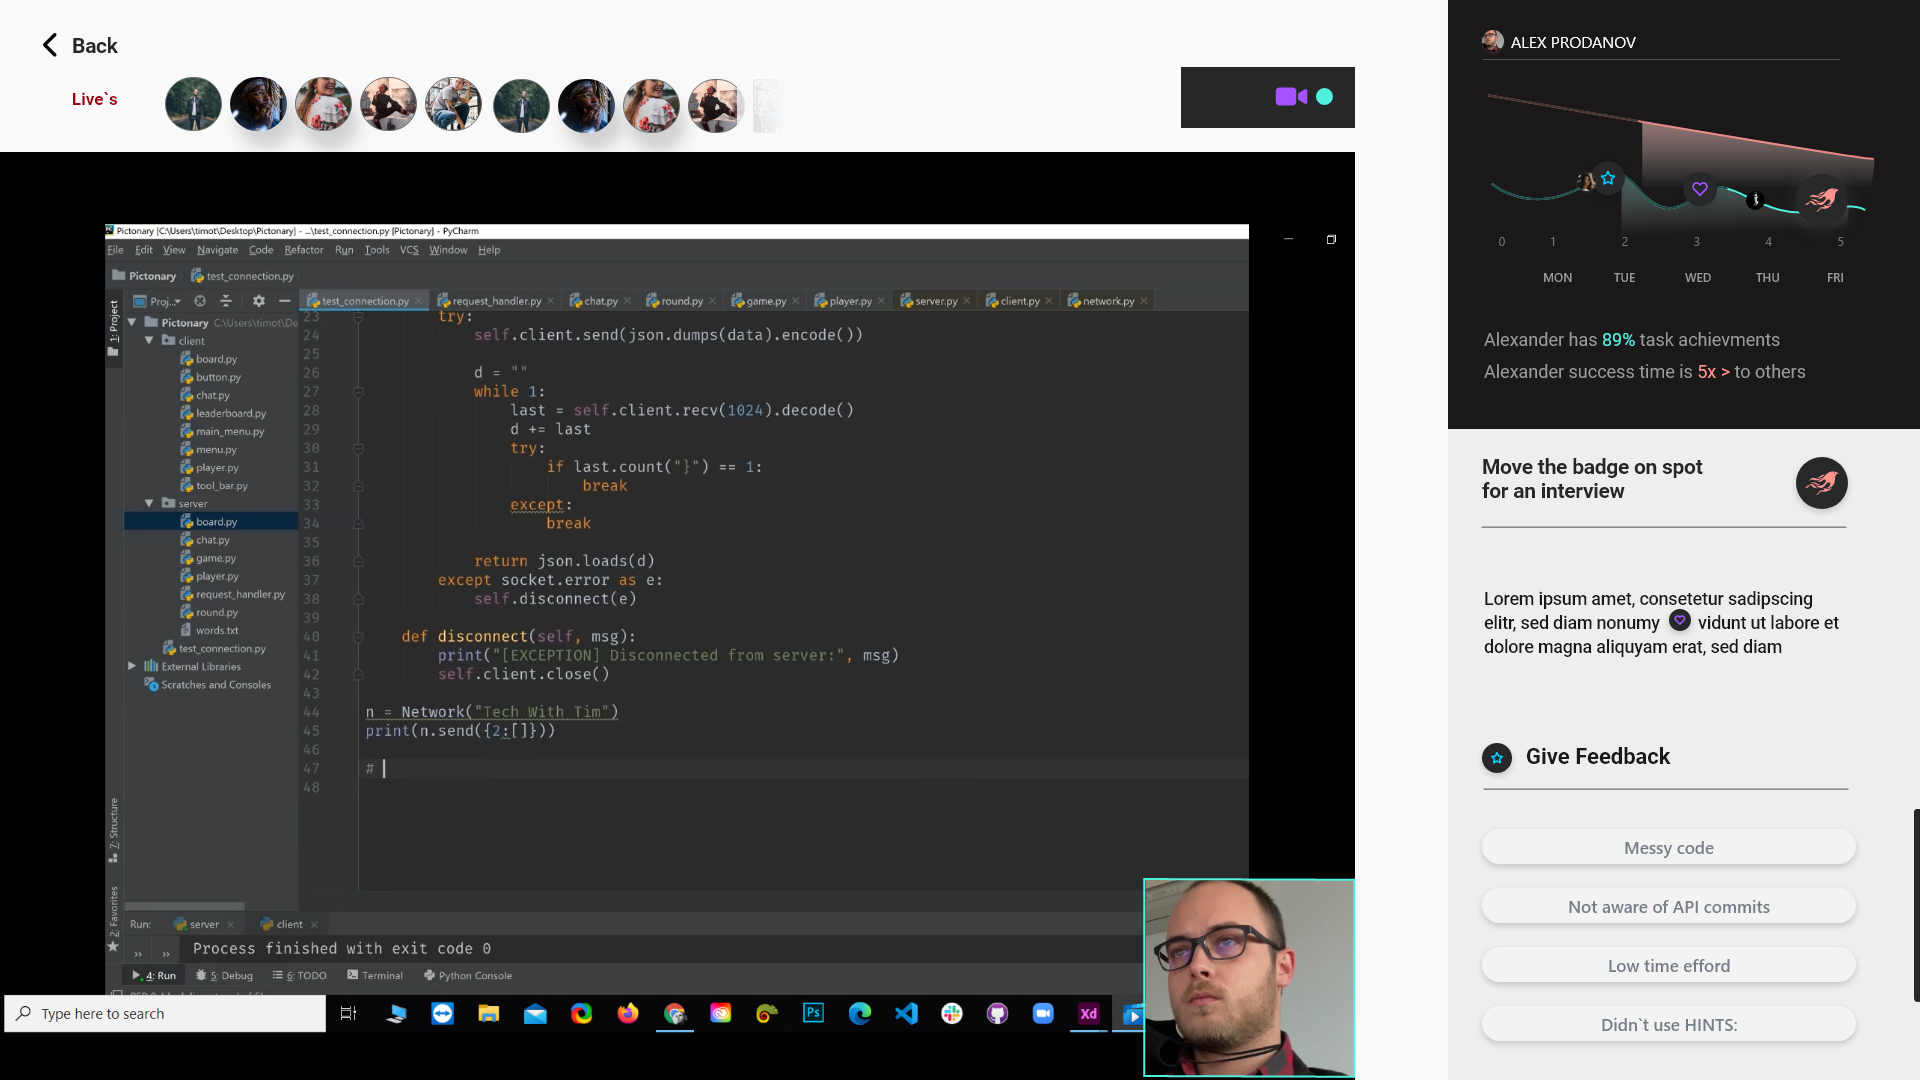 Back
Live`s
ALEX PRODANOV
0 1 2 3 4 5
MON TUE WED THU FRI
Alexander has 89% task achievments
Alexander success time is 5x > to others
Move the badge on spot
for an interview
Lorem ipsum amet, consetetur sadipscing
elitr, sed diam nonumy vidunt ut labore et
dolore magna aliquyam erat, sed diam
Give Feedback
Messy code
Not aware of API commits
Low time efford
Didn`t use HINTS:
Pictonary [C:\Users\timot\Desktop\Pictonary] - ...\test_connection.py [Pictonary] - PyCharm
File Edit View Navigate Code Refactor Run Tools VCS Window Help
Pictonary test_connection.py
Proj...
test_connection.py request_handler.py chat.py round.py game.py player.py server.py client.py network.py
1: Project
Pictonary C:\Users\timot\De
client
board.py
button.py
chat.py
leaderboard.py
main_menu.py
menu.py
player.py
tool_bar.py
server
board.py
chat.py
game.py
player.py
request_handler.py
round.py
words.txt
test_connection.py
External Libraries
Scratches and Consoles
7: Structure
2: Favorites
23 try:
24 self.client.send(json.dumps(data).encode())
25
26 d = ""
27 while 1:
28 last = self.client.recv(1024).decode()
29 d += last
30 try:
31 if last.count("}") == 1:
32 break
33 except:
34 break
35
36 return json.loads(d)
37 except socket.error as e:
38 self.disconnect(e)
39
40 def disconnect(self, msg):
41 print("[EXCEPTION] Disconnected from server:", msg)
42 self.client.close()
43
44 n = Network("Tech With Tim")
45 print(n.send({2:[]}))
46
47 #
48
Run: server client
Process finished with exit code 0
4: Run 5: Debug 6: TODO Terminal Python Console
Type here to search
Ps
Xd